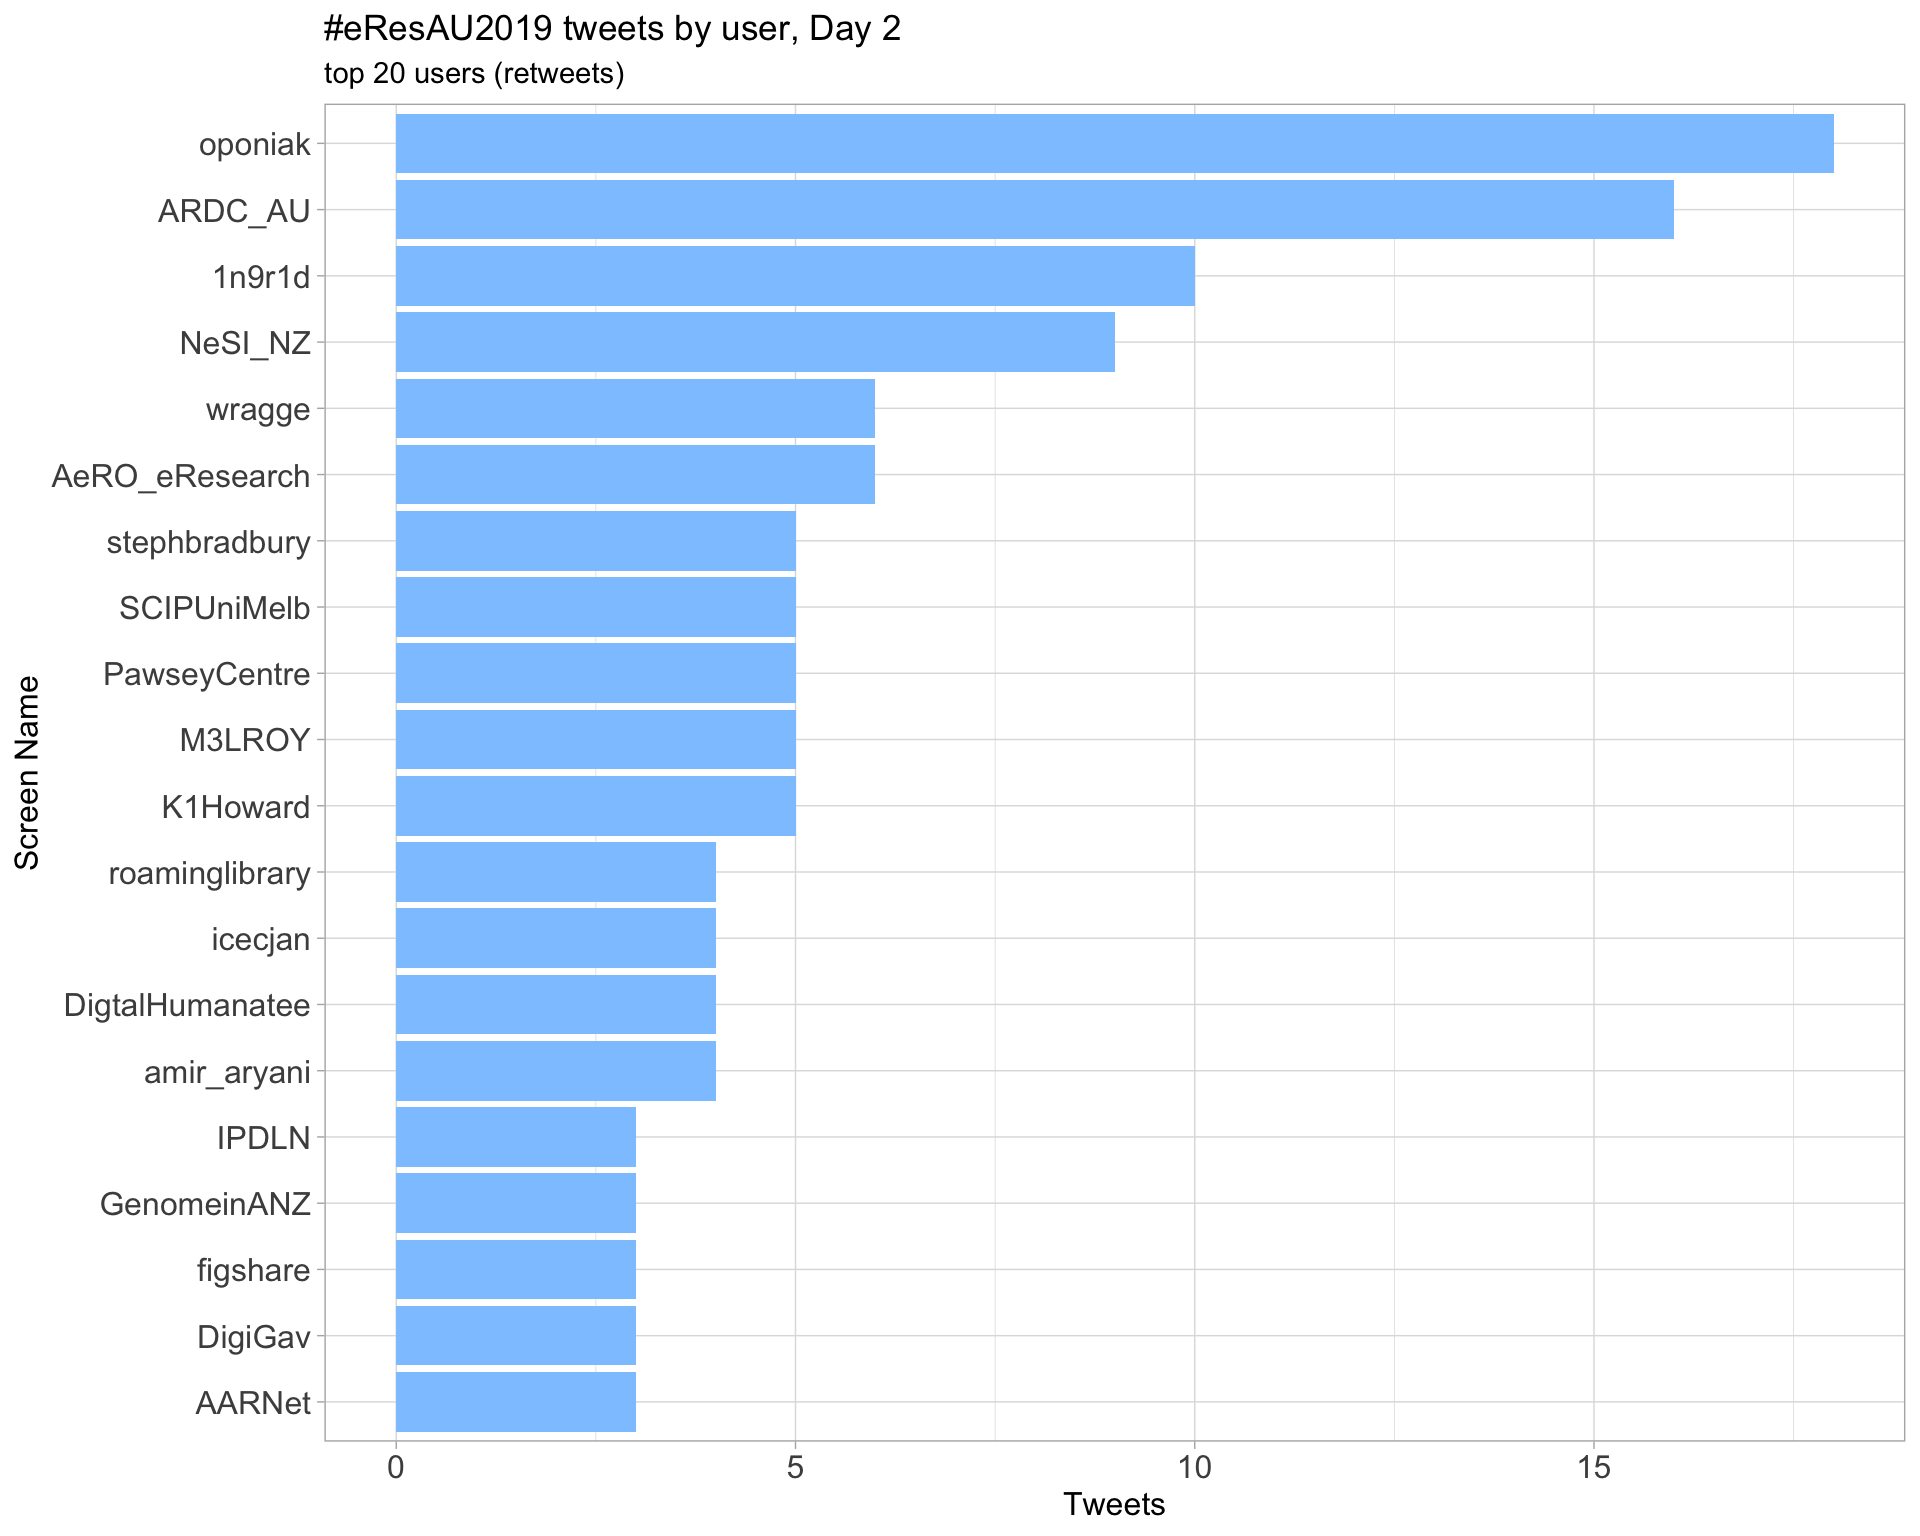 #eResAU2019 tweets by user, Day 2
top 20 users (retweets)
oponiak
ARDC_AU
1n9r1d
NeSI_NZ
wragge
AeRO_eResearch
stephbradbury
SCIPUniMelb
PawseyCentre
M3LROY
K1Howard
roaminglibrary
icecjan
DigtalHumanatee
amir_aryani
IPDLN
GenomeinANZ
figshare
DigiGav
AARNet
Screen Name
0 5 10 15
Tweets